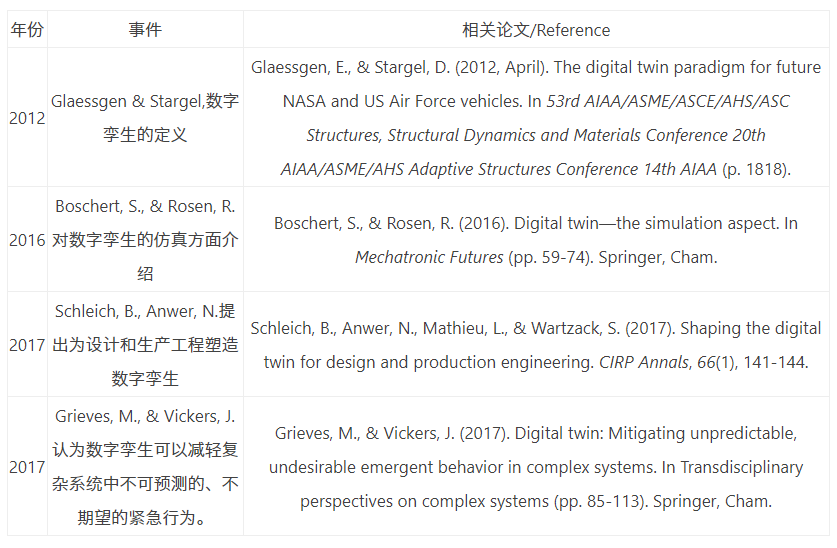 年份 事件 相关论文/Reference
2012
Glaessgen & Stargel,数字
孪生的定义
Glaessgen, E., & Stargel, D. (2012, April). The digital twin paradigm for future
NASA and US Air Force vehicles. In 53rd AIAA/ASME/ASCE/AHS/ASC
Structures, Structural Dynamics and Materials Conference 20th
AIAA/ASME/AHS Adaptive Structures Conference 14th AIAA (p. 1818).
2016
Boschert, S., & Rosen, R.
对数字孪生的仿真方面介
绍
Boschert, S., & Rosen, R. (2016). Digital twin—the simulation aspect. In
Mechatronic Futures (pp. 59-74). Springer, Cham.
2017
Schleich, B., Anwer, N.提
出为设计和生产工程塑造
数字孪生
Schleich, B., Anwer, N., Mathieu, L., & Wartzack, S. (2017). Shaping the digital
twin for design and production engineering. CIRP Annals, 66(1), 141-144.
2017
Grieves, M., & Vickers, J.
认为数字孪生可以减轻复
杂系统中不可预测的、不
期望的紧急行为。
Grieves, M., & Vickers, J. (2017). Digital twin: Mitigating unpredictable,
undesirable emergent behavior in complex systems. In Transdisciplinary
perspectives on complex systems (pp. 85-113). Springer, Cham.